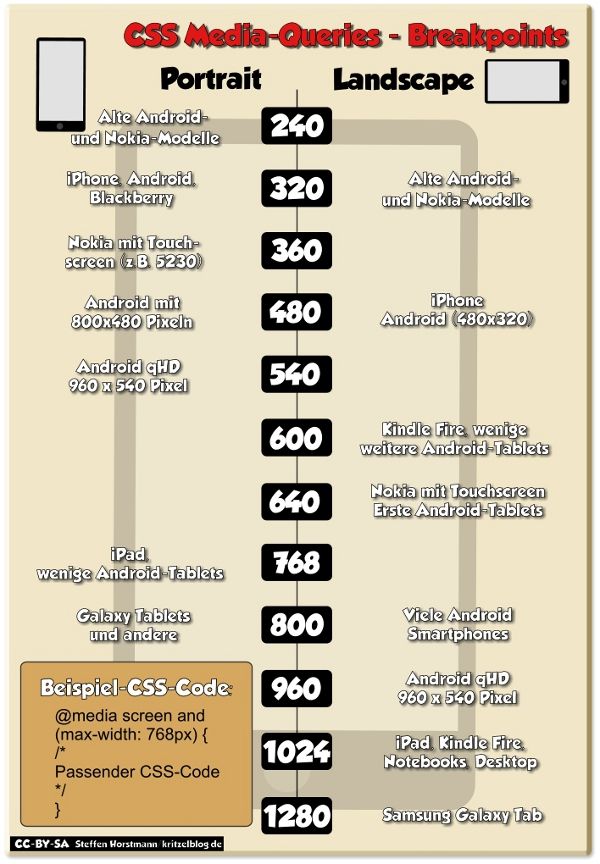 CSS Media-Queries - Breakpoints
Portrait
Landscape
Alte Android-
und Nokia-Modelle
240
iPhone, Android,
Blackberry
320
Alte Android-
und Nokia-Modelle
Nokia mit Touch-
screen (z.B. 5230)
360
Android mit
800x480 Pixeln
480
iPhone
Android (480x320)
Android qHD
960 x 540 Pixel
540
600
Kindle Fire, wenige
weitere Android-Tablets
640
Nokia mit Touchscreen
Erste Android-Tablets
iPad,
wenige Android-Tablets
768
Galaxy Tablets
und andere
800
Viele Android
Smartphones
960
Android qHD
960 x 540 Pixel
1024
iPad, Kindle Fire,
Notebooks, Desktop
1280
Samsung Galaxy Tab
Beispiel-CSS-Code:
@media screen and
(max-width: 768px) {
/*
Passender CSS-Code
*/
}
CC-BY-SA Steffen Worstmann kritzelblog.de